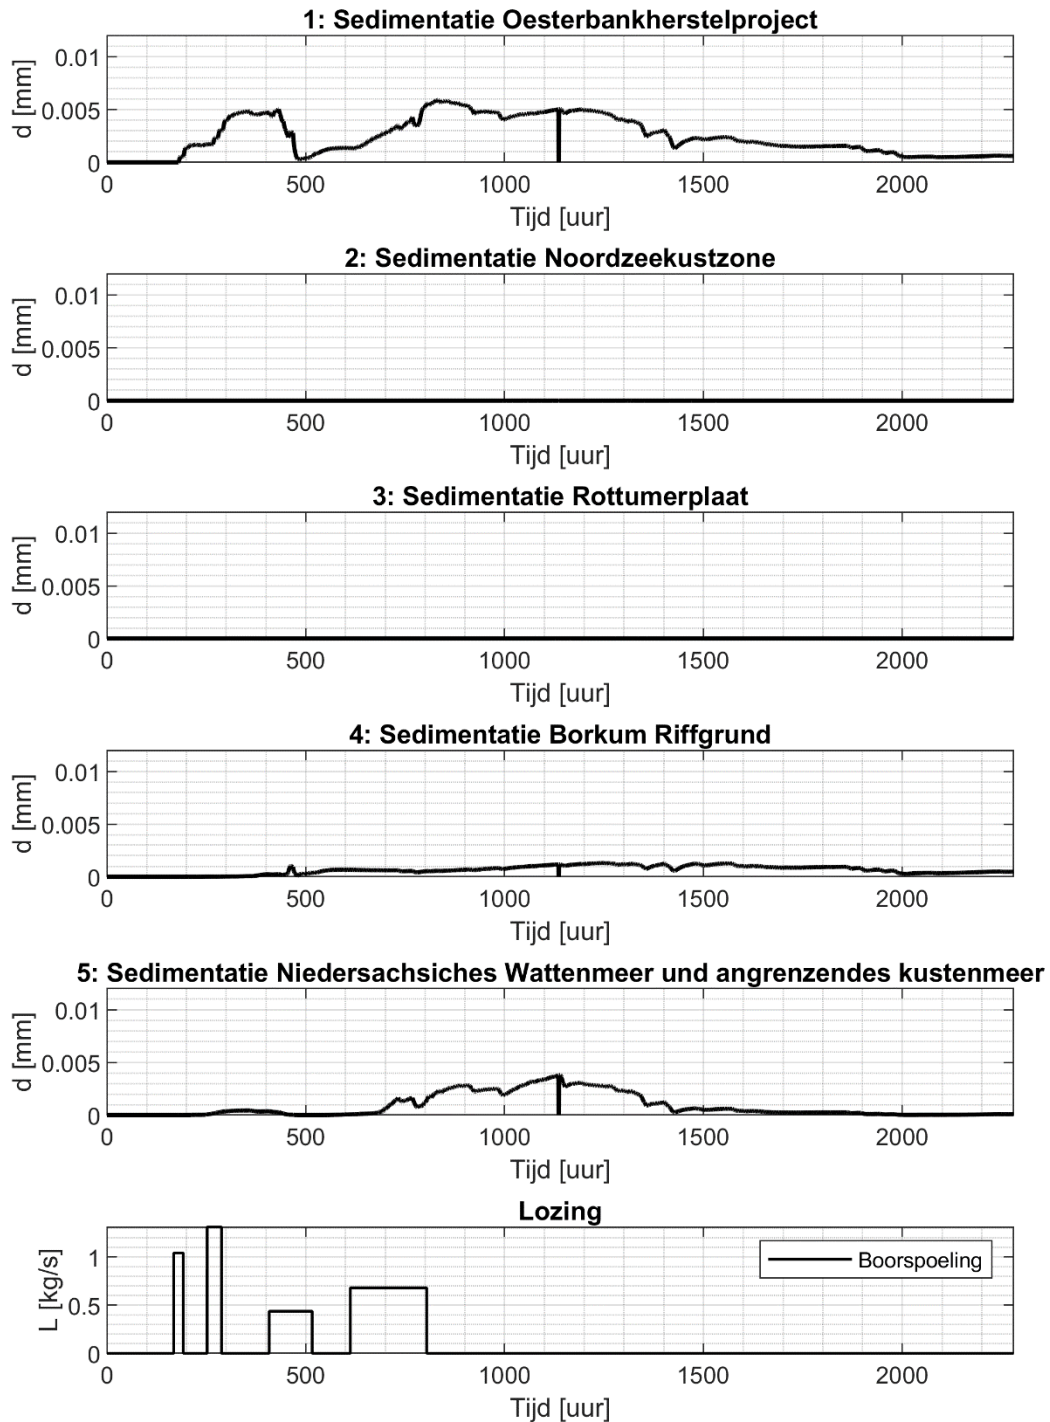 1: Sedimentatie Oesterbankherstelproject
0.01
0.005
0
d [mm]
0 500 1000 1500 2000
Tijd [uur]
2: Sedimentatie Noordzeekustzone
0.01
0.005
0
d [mm]
0 500 1000 1500 2000
Tijd [uur]
3: Sedimentatie Rottumerplaat
0.01
0.005
0
d [mm]
0 500 1000 1500 2000
Tijd [uur]
4: Sedimentatie Borkum Riffgrund
0.01
0.005
0
d [mm]
0 500 1000 1500 2000
Tijd [uur]
5: Sedimentatie Niedersachsiches Wattenmeer und angrenzendes kustenmeer
0.01
0.005
0
d [mm]
0 500 1000 1500 2000
Tijd [uur]
Lozing
1
0.5
0
L [kg/s]
Boorspoeling
0 500 1000 1500 2000
Tijd [uur]